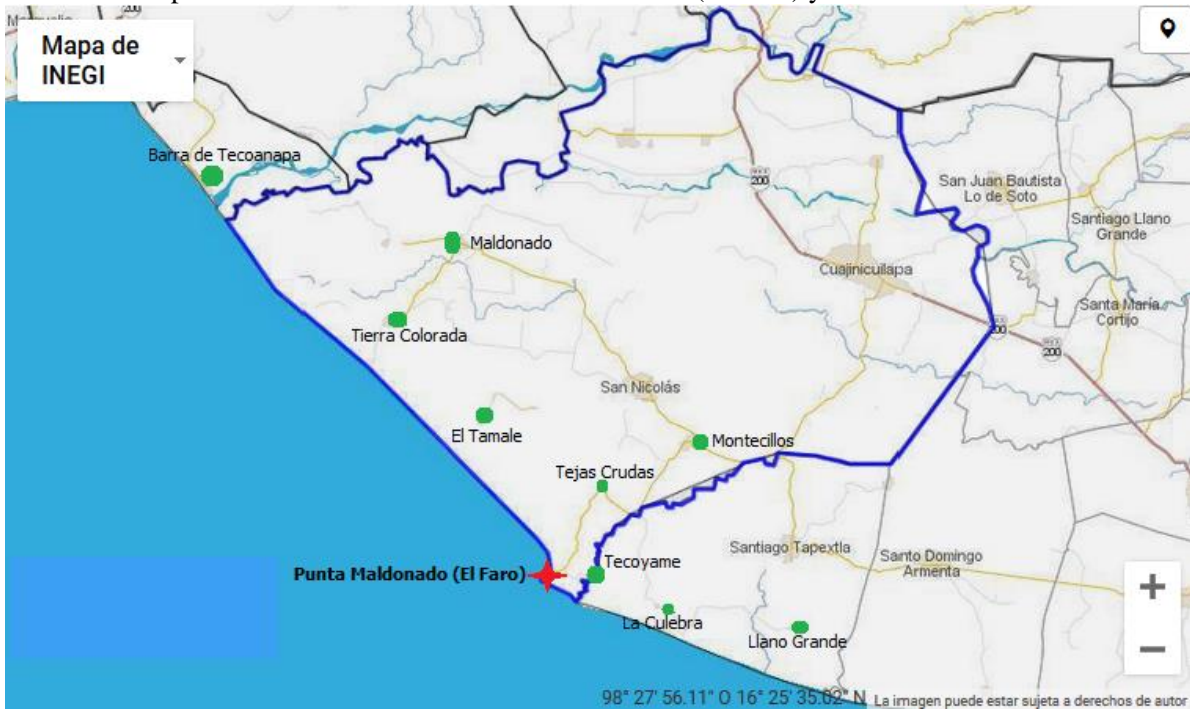 Mapa de
INEGI
Barra de Tecoanapa
200
200
San Juan Bautista
Lo de Soto
Santiago Llano
Grande
Maldonado
Cuajinicuilapa
Santa María
Cortijo
Tierra Colorada
200
200
San Nicolás
El Tamale
Montecillos
Tejas Crudas
Santiago Tapextla
Santo Domingo
Armenta
Tecoyame
Punta Maldonado (El Faro)
La Culebra
Llano Grande
+
−
98° 27' 56.11" O 16° 25' 35.02" N La imagen puede estar sujeta a derechos de autor